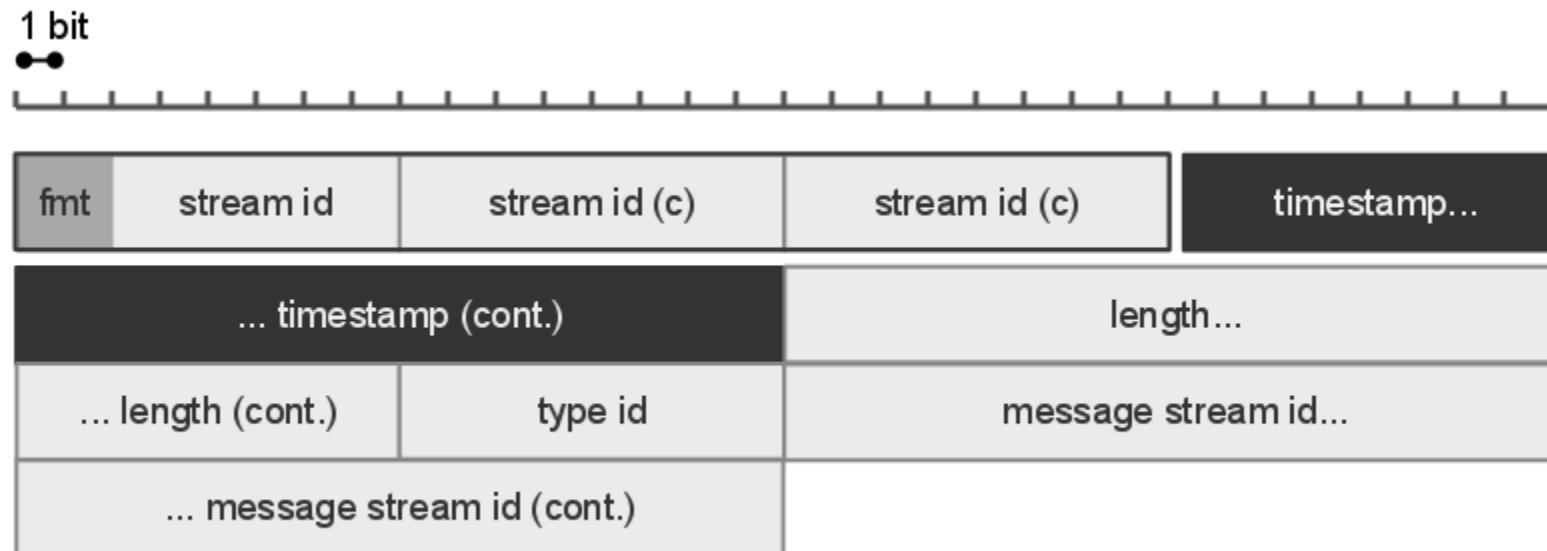 1 bit
fmt stream id stream id (c) stream id (c) timestamp...
... timestamp (cont.) length...
... length (cont.) type id message stream id...
... message stream id (cont.)